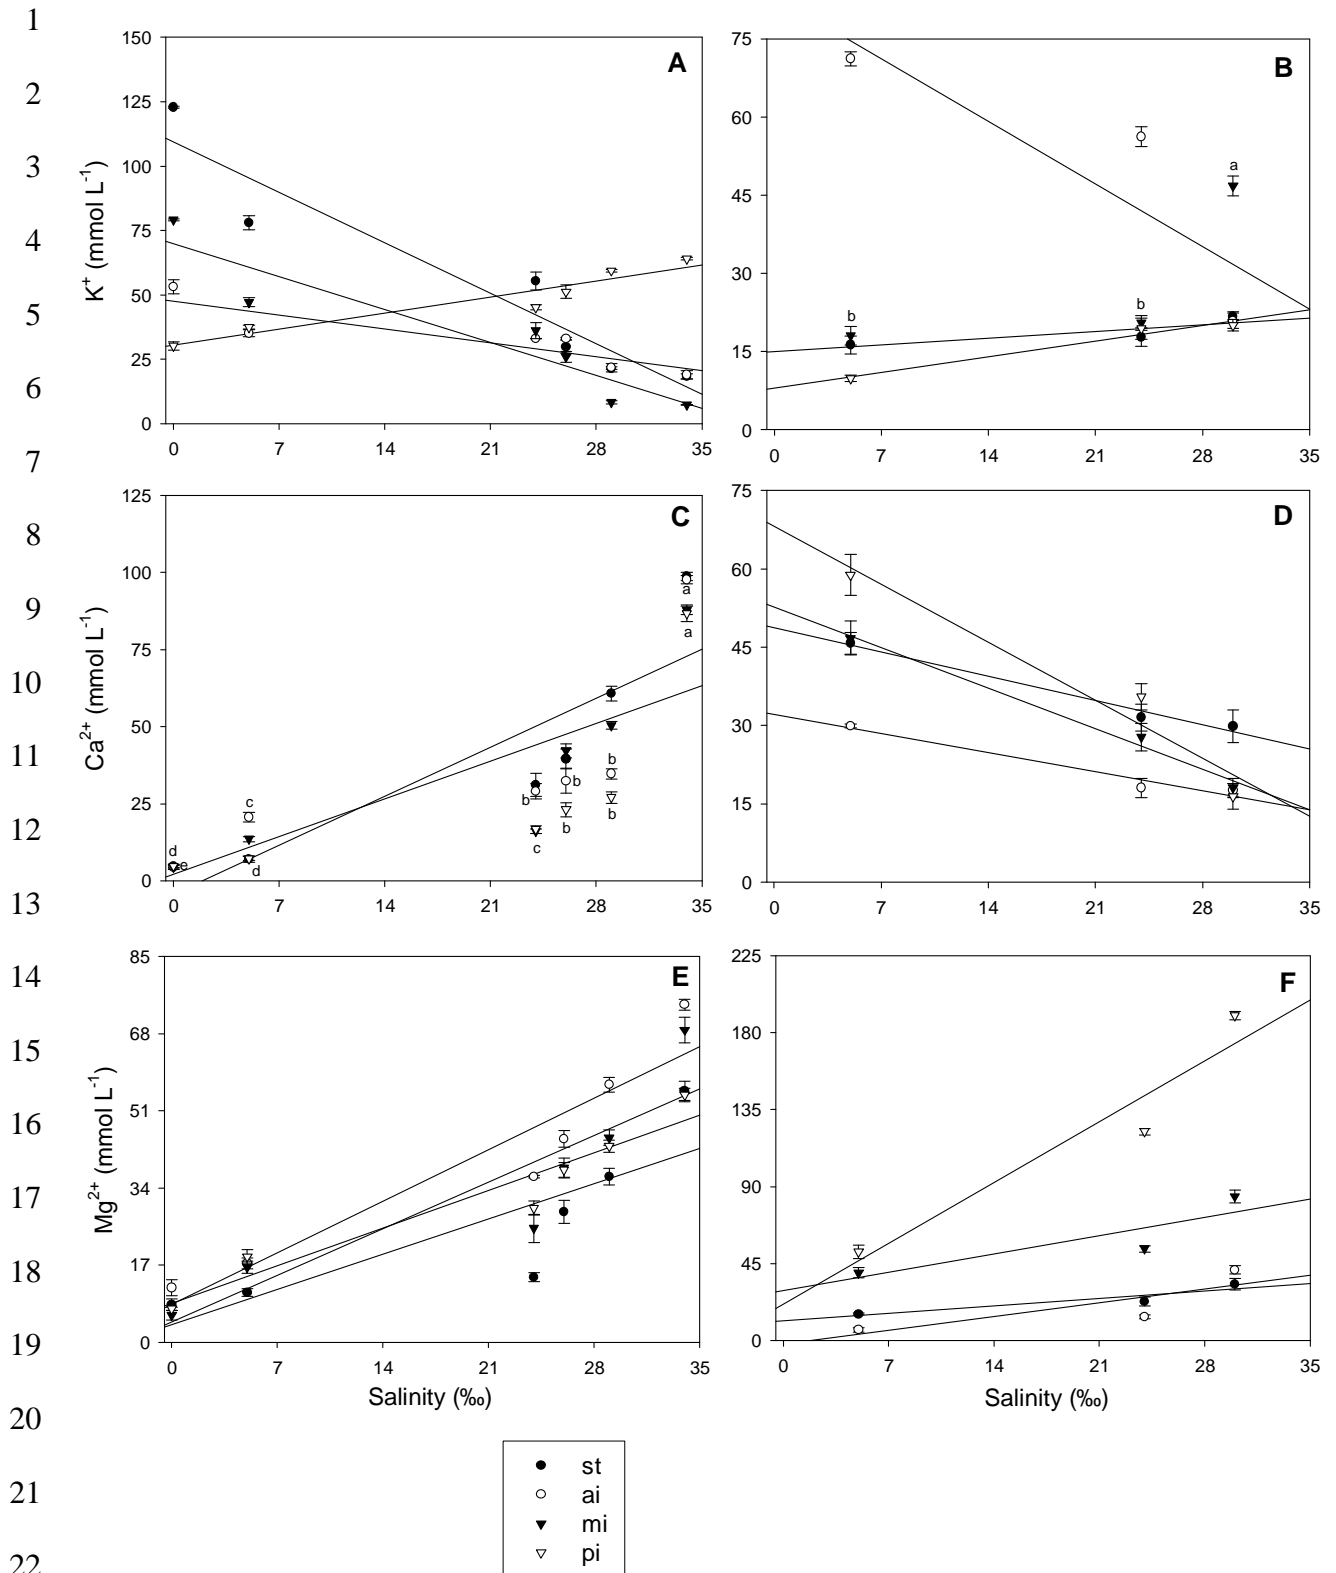 1
2
3
4
5
6
7
8
9
10
11
12
13
14
15
16
17
18
19
20
21
22
A
K+ (mmol L-1)
150
125
100
75
50
25
0
0 7 14 21 28 35
B
75
60
45
30
15
0
a
b
b
0 7 14 21 28 35
C
Ca2+ (mmol L-1)
125
100
75
50
25
0
d
e
c
d
b
c
b
b
b
b
a
a
0 7 14 21 28 35
D
75
60
45
30
15
0
0 7 14 21 28 35
E
Mg2+ (mmol L-1)
85
68
51
34
17
0
0 7 14 21 28 35
Salinity (‰)
F
225
180
135
90
45
0
0 7 14 21 28 35
Salinity (‰)
st
ai
mi
pi